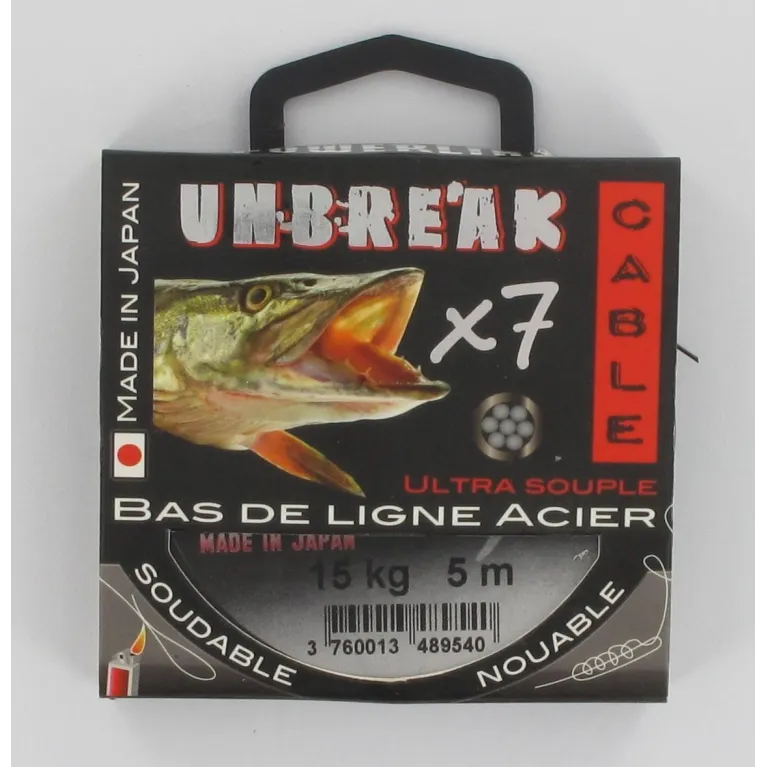 UNBREAK
CABLE
MADE IN JAPAN
x7
ULTRA SOUPLE
BAS DE LIGNE ACIER
MADE IN JAPAN
15 kg 5 m
3 760013 489540
SOUDABLE
NOUABLE